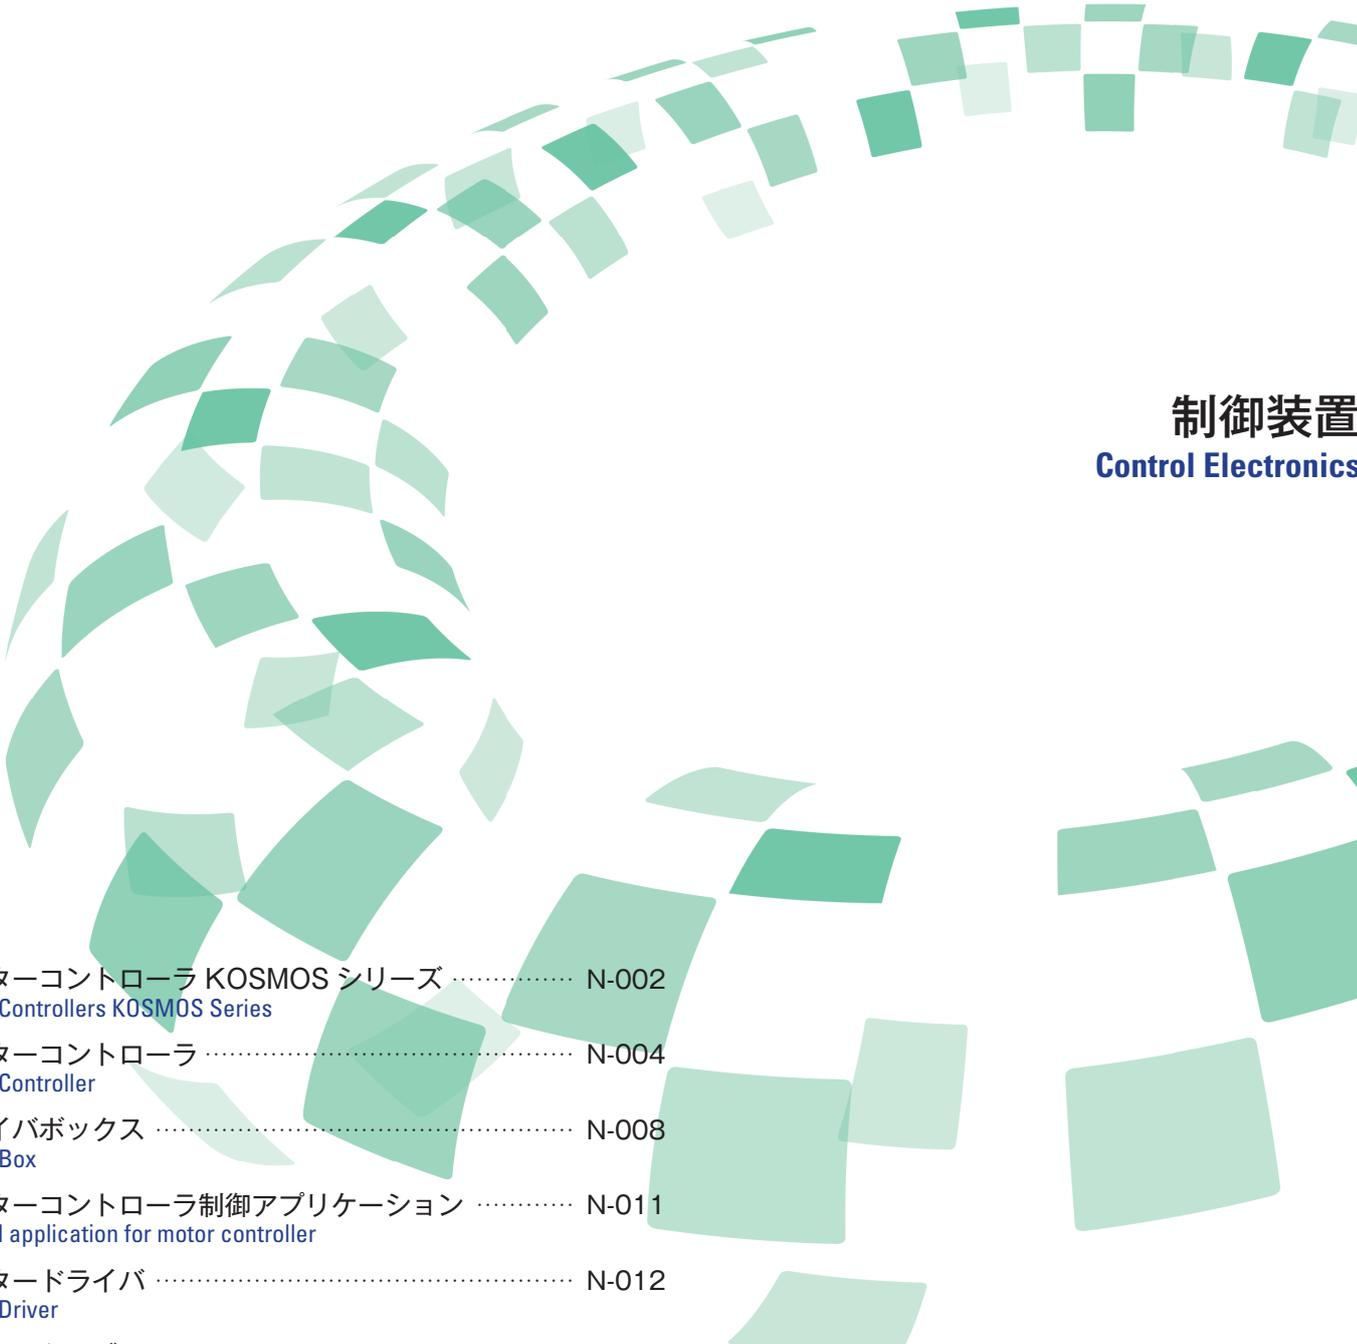 制御装置
Control Electronics
ターコントローラ KOSMOS シリーズ ··············· N-002
Controllers KOSMOS Series
ターコントローラ ············································· N-004
Controller
イバボックス ··················································· N-008
Box
ターコントローラ制御アプリケーション ············ N-011
l application for motor controller
タードライバ ··················································· N-012
Driver